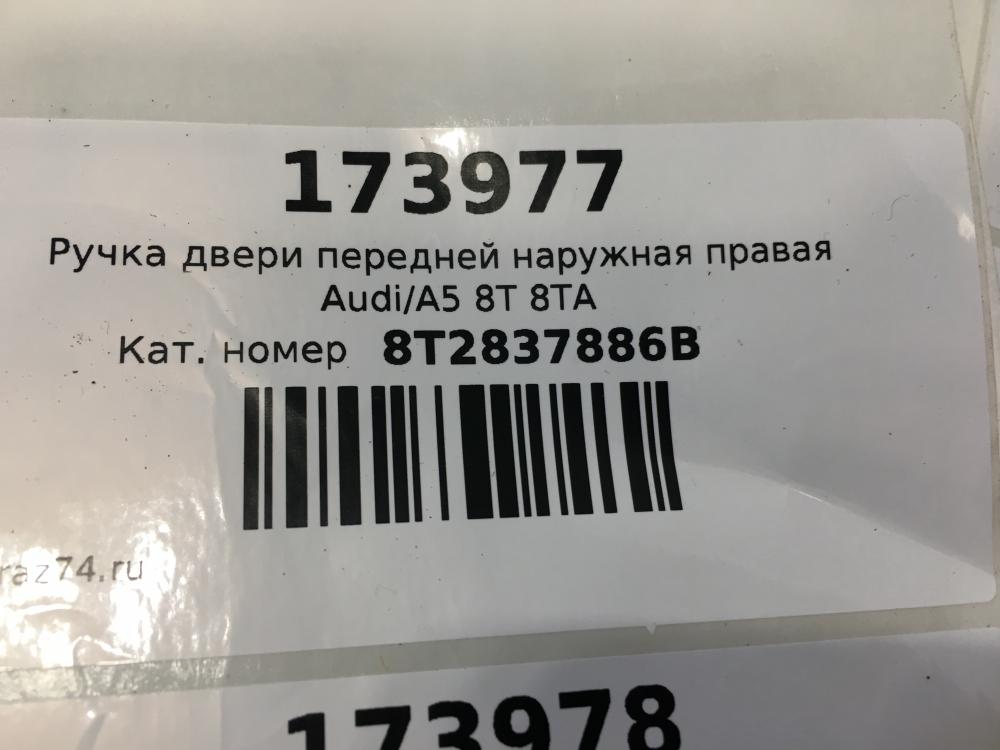 173977
Ручка двери передней наружная правая
Audi/A5 8T 8TA
Кат. номер 8T2837886B
raz74.ru
173978